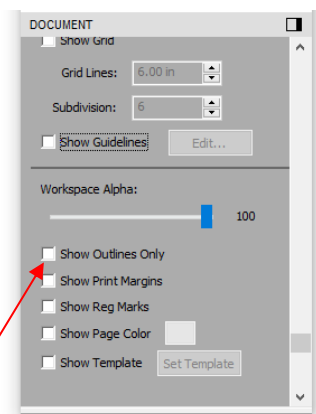 DOCUMENT
Show Grid
Grid Lines: 6.00 in
Subdivision: 6
Show Guidelines Edit...
Workspace Alpha:
100
Show Outlines Only
Show Print Margins
Show Reg Marks
Show Page Color
Show Template Set Template